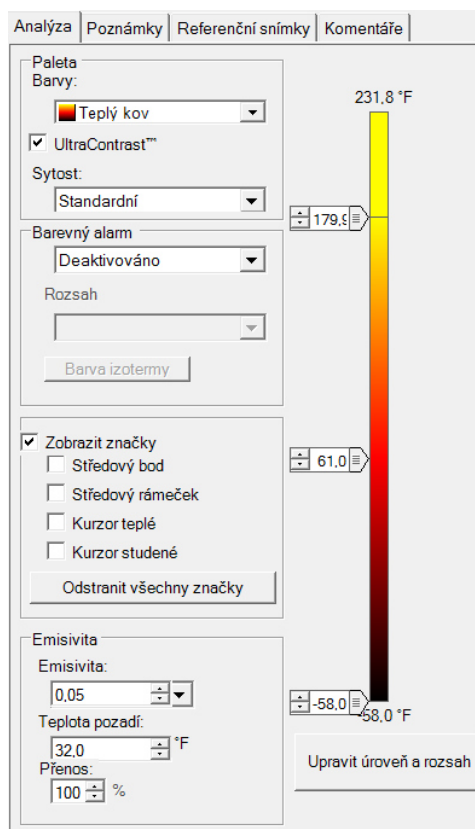 Analýza Poznámky Referenční snímky Komentáře
Paleta
Barvy:
Teplý kov
UltraContrast™
Sytost:
Standardní
Barevný alarm
Deaktivováno
Rozsah
Barva izotermy
Zobrazit značky
Středový bod
Středový rámeček
Kurzor teplé
Kurzor studené
Odstranit všechny značky
Emisivita
Emisivita:
0,05
Teplota pozadí:
32,0 °F
Přenos:
100 %
231,8 °F
179,9
61,0
-58,0
-58,0 °F
Upravit úroveň a rozsah